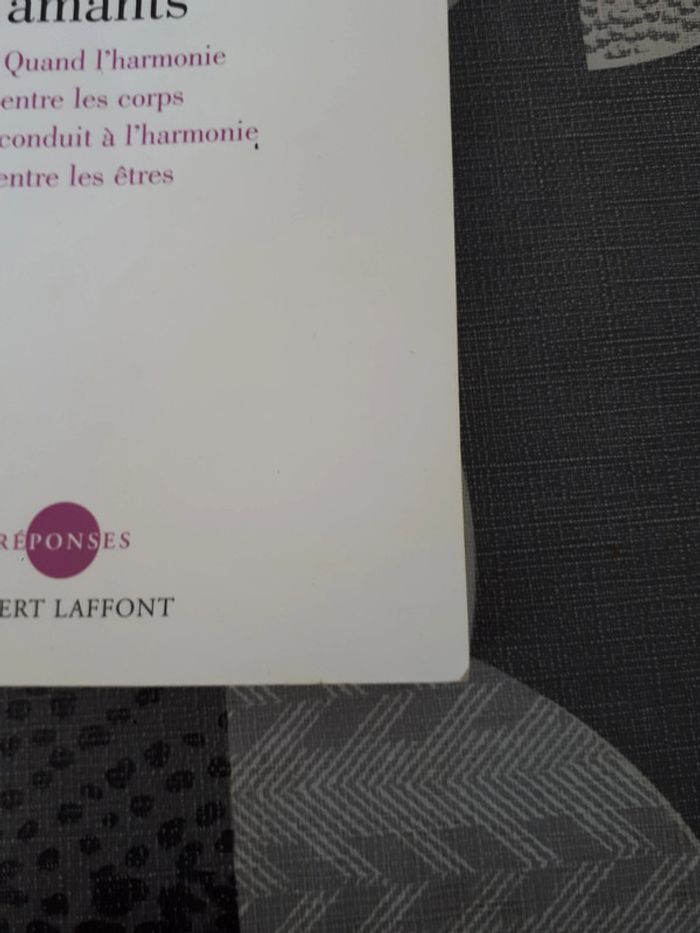 amants
Quand l'harmonie
entre les corps
conduit à l'harmonie
entre les êtres
RÉPONSES
ERT LAFFONT